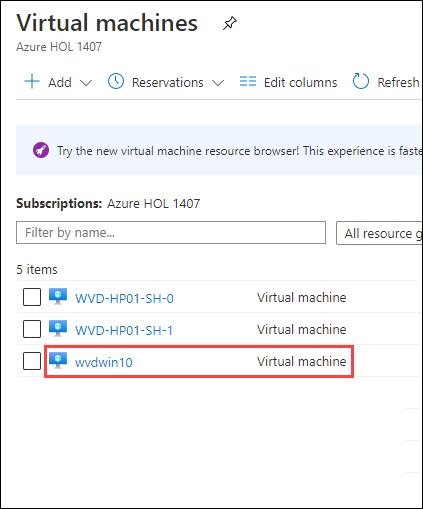 Virtual machines
Azure HOL 1407
Add Reservations Edit columns Refresh
Try the new virtual machine resource browser! This experience is faste
Subscriptions: Azure HOL 1407
Filter by name... All resource g
5 items
WVD-HP01-SH-0 Virtual machine
WVD-HP01-SH-1 Virtual machine
wvdwin10 Virtual machine